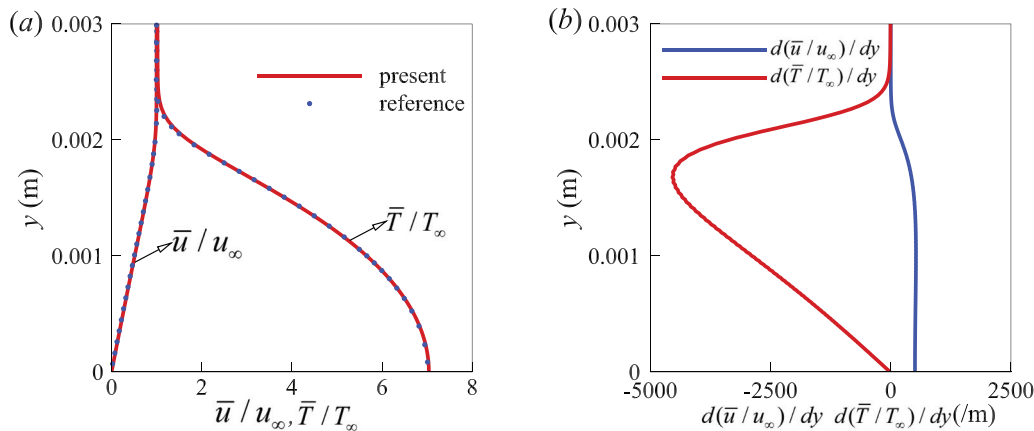 (a)
0.003
0.002
0.001
0
y (m)
present
reference
T̅ / T∞
u̅ / u∞
0 2 4 6 8
u̅ / u∞, T̅ / T∞
(b)
0.003
0.002
0.001
0
y (m)
d(u̅ / u∞) / dy
d(T̅ / T∞) / dy
-5000 -2500 0 2500
d(u̅ / u∞) / dy d(T̅ / T∞) / dy(/m)